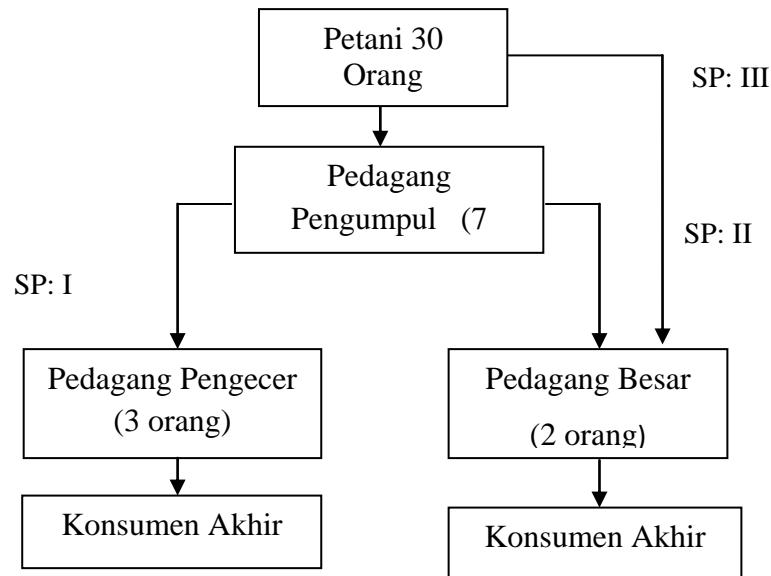 Petani 30
Orang
SP: III
Pedagang
Pengumpul (7
SP: II
SP: I
Pedagang Pengecer
(3 orang)
Pedagang Besar
(2 orang)
Konsumen Akhir
Konsumen Akhir